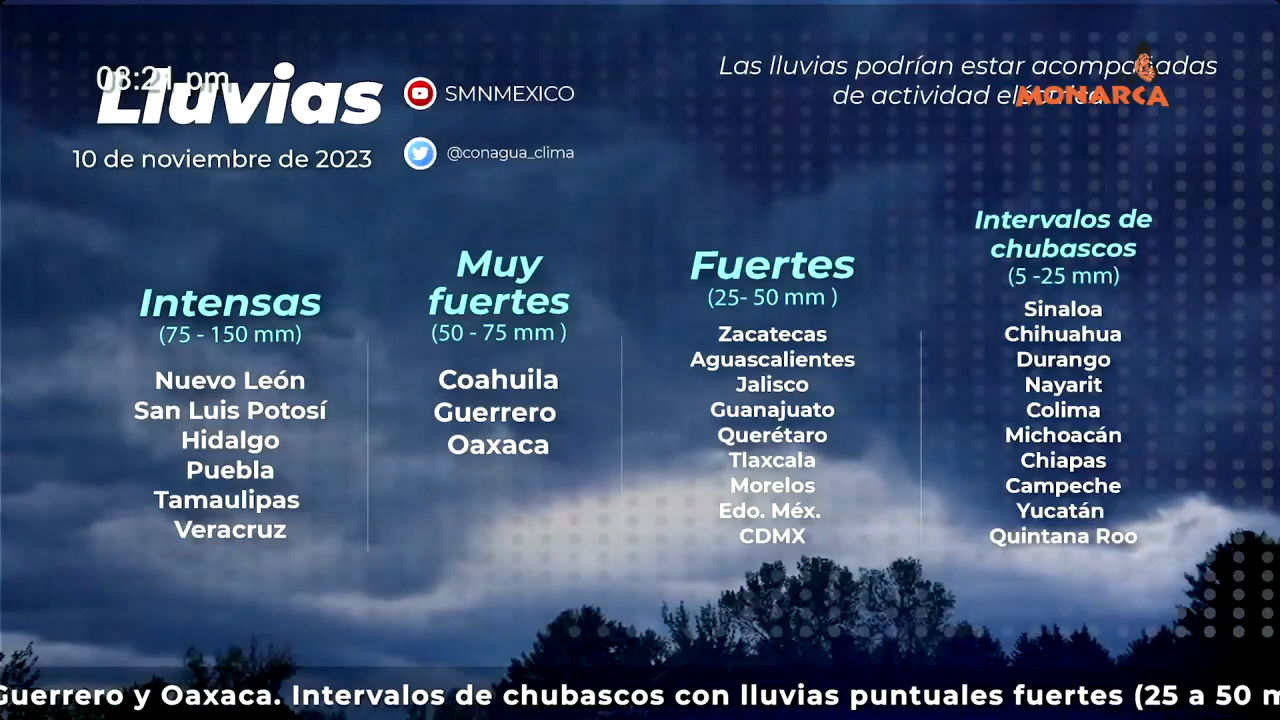 08:21 pm
Lluvias
10 de noviembre de 2023
SMNMEXICO
@conagua_clima
Las lluvias podrían estar acompañadas
de actividad
MONARCA
Intensas
(75 - 150 mm)
Nuevo León
San Luis Potosí
Hidalgo
Puebla
Tamaulipas
Veracruz
Muy
fuertes
(50 - 75 mm )
Coahuila
Guerrero
Oaxaca
Fuertes
(25- 50 mm )
Zacatecas
Aguascalientes
Jalisco
Guanajuato
Querétaro
Tlaxcala
Morelos
Edo. Méx.
CDMX
Intervalos de
chubascos
(5 -25 mm)
Sinaloa
Chihuahua
Durango
Nayarit
Colima
Michoacán
Chiapas
Campeche
Yucatán
Quintana Roo
Guerrero y Oaxaca. Intervalos de chubascos con lluvias puntuales fuertes (25 a 50 m